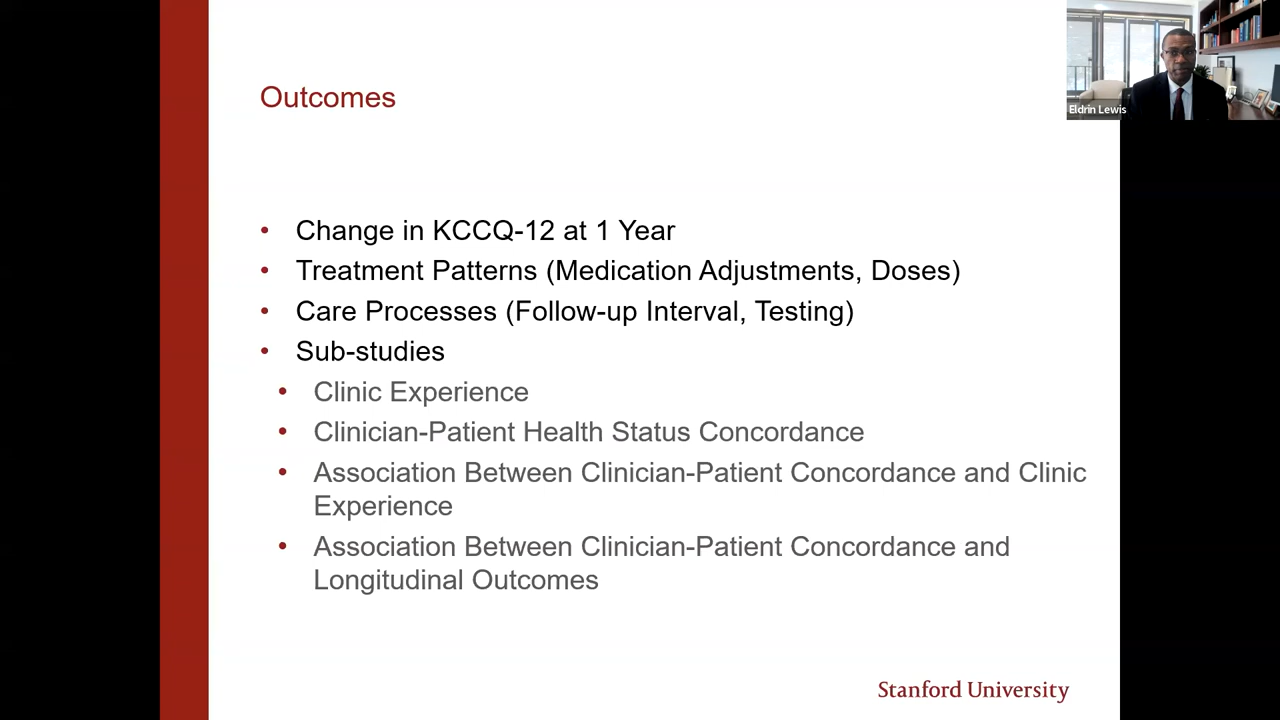 Outcomes
Eldrin Lewis
• Change in KCCQ-12 at 1 Year
• Treatment Patterns (Medication Adjustments, Doses)
• Care Processes (Follow-up Interval, Testing)
• Sub-studies
• Clinic Experience
• Clinician-Patient Health Status Concordance
• Association Between Clinician-Patient Concordance and Clinic
Experience
• Association Between Clinician-Patient Concordance and
Longitudinal Outcomes
Stanford University